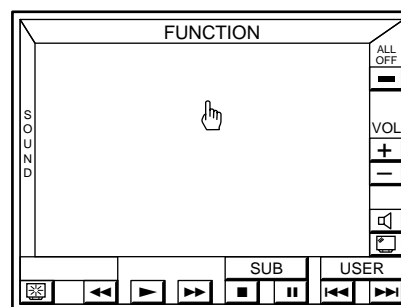 FUNCTION
ALL
OFF
SOUND
VOL
+
−
SUB
USER